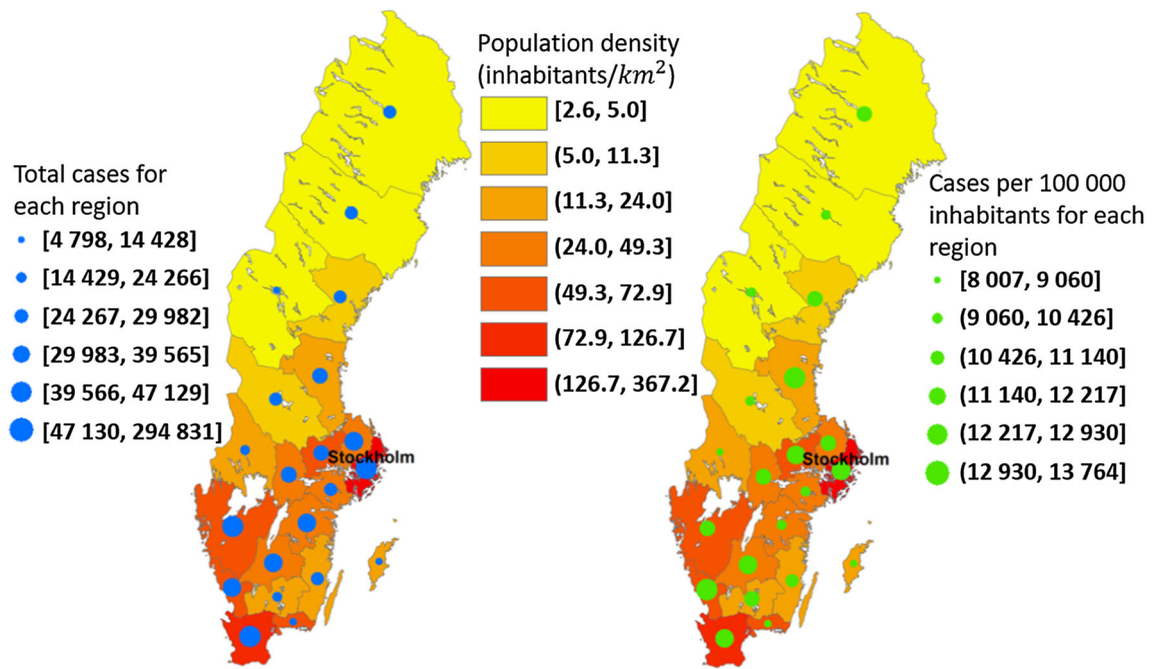 Total cases for
each region
[4 798, 14 428]
[14 429, 24 266]
[24 267, 29 982]
[29 983, 39 565]
[39 566, 47 129]
[47 130, 294 831]
Stockholm
Population density
(inhabitants/km²)
[2.6, 5.0]
(5.0, 11.3]
(11.3, 24.0]
(24.0, 49.3]
(49.3, 72.9]
(72.9, 126.7]
(126.7, 367.2]
Stockholm
Cases per 100 000
inhabitants for each
region
[8 007, 9 060]
(9 060, 10 426]
(10 426, 11 140]
(11 140, 12 217]
(12 217, 12 930]
(12 930, 13 764]